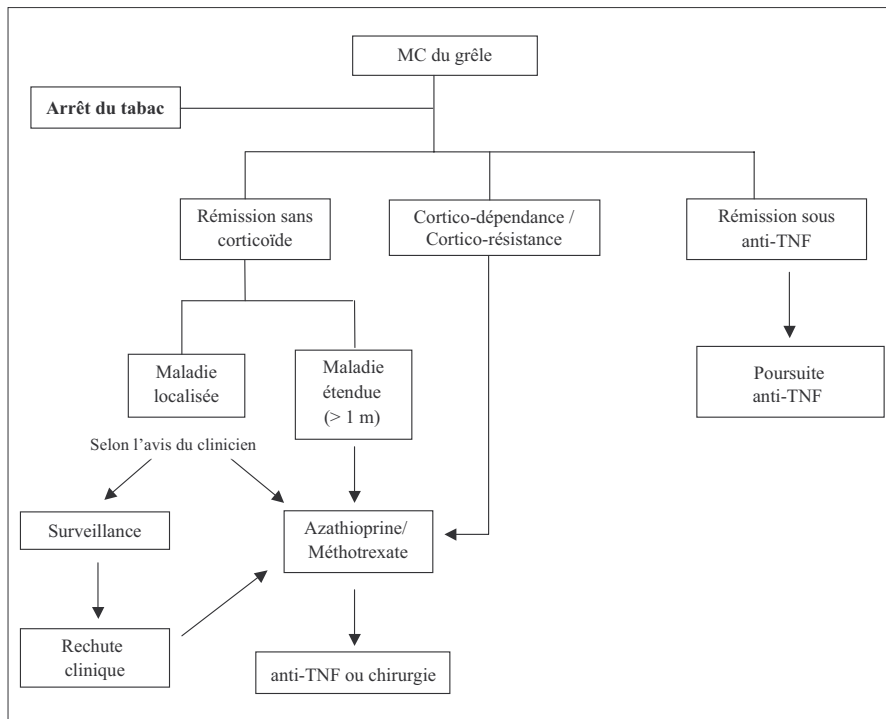 MC du grêle
Arrêt du tabac
Rémission sans
corticoïde
Cortico-dépendance /
Cortico-résistance
Rémission sous
anti-TNF
Maladie
localisée
Maladie
étendue
(> 1 m)
Poursuite
anti-TNF
Selon l’avis du clinicien
Surveillance
Azathioprine/
Méthotrexate
Rechute
clinique
anti-TNF ou chirurgie